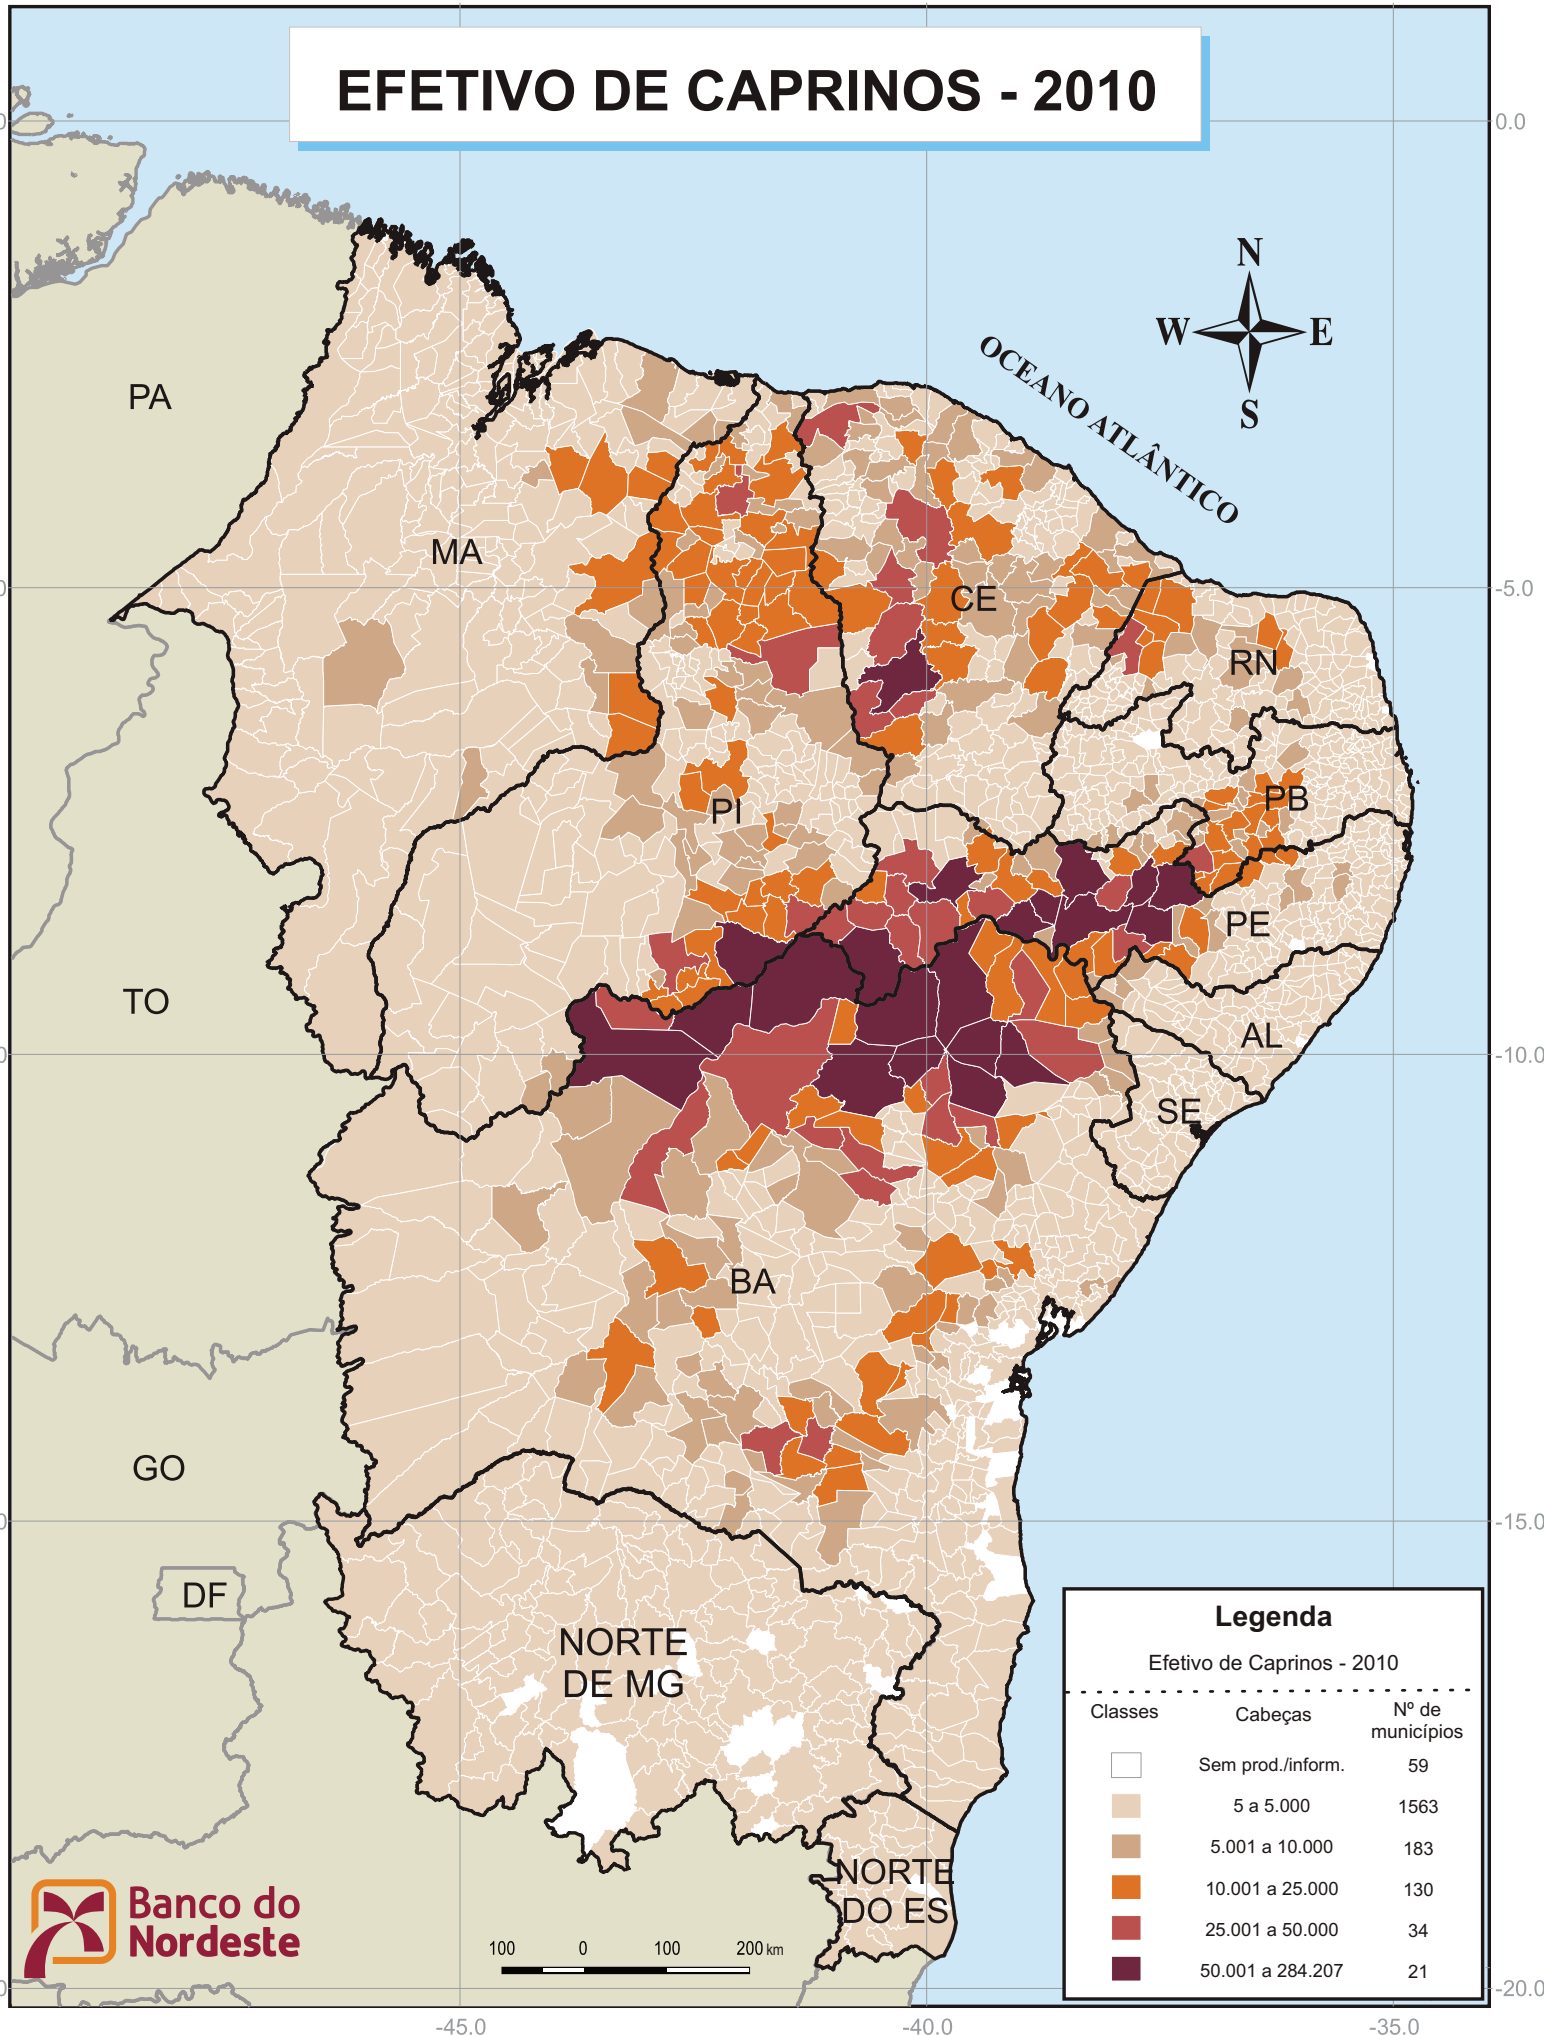 EFETIVO DE CAPRINOS - 2010
0.0
N
W E
S
OCEANO ATLÂNTICO
PA
MA
CE
-5.0
RN
PB
PI
PE
TO
AL
-10.0
SE
BA
GO
-15.0
DF
NORTE
DE MG
NORTE
DO ES
Legenda
Efetivo de Caprinos - 2010
Classes Cabeças Nº de
municípios
Sem prod./inform. 59
5 a 5.000 1563
5.001 a 10.000 183
10.001 a 25.000 130
25.001 a 50.000 34
50.001 a 284.207 21
Banco do
Nordeste
100 0 100 200 km
-20.0
-45.0 -40.0 -35.0